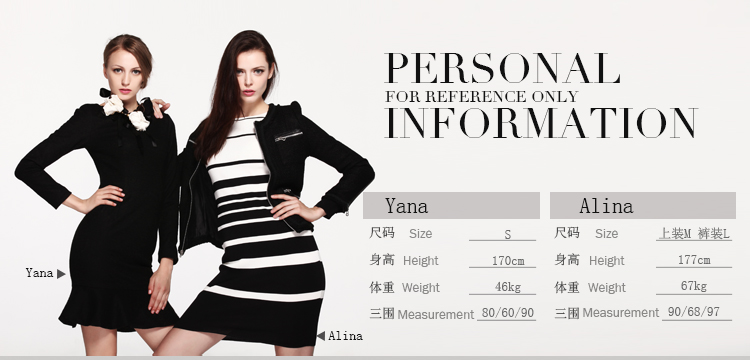 PERSONAL
FOR REFERENCE ONLY
INFORMATION
Yana
尺码 Size S
身高 Height 170cm
体重 Weight 46kg
三围 Measurement 80/60/90
Alina
尺码 Size 上装M 裤装L
身高 Height 177cm
体重 Weight 67kg
三围 Measurement 90/68/97
Yana
Alina